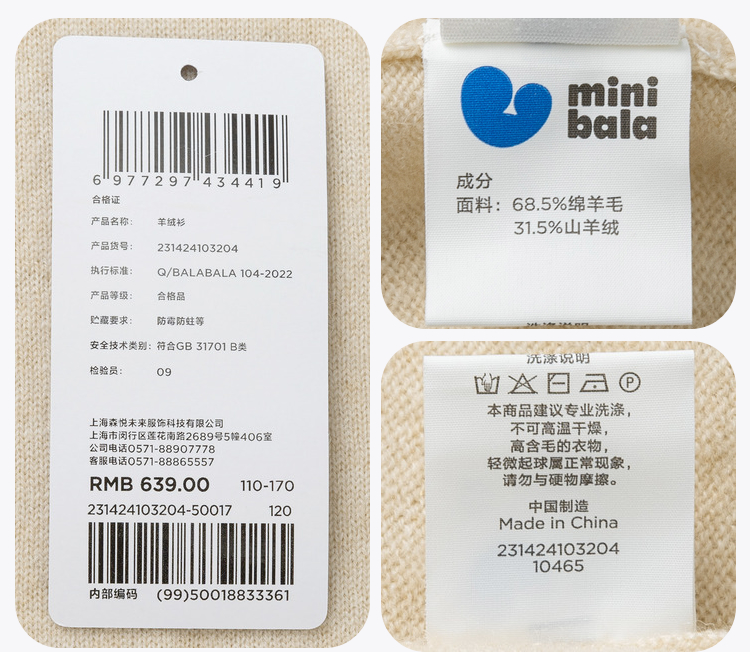 6 977297 434419
合格证
产品名称: 羊绒衫
产品货号: 231424103204
执行标准: Q/BALABALA 104-2022
产品等级: 合格品
贮藏要求: 防霉防蛀等
安全技术类别: 符合GB 31701 B类
检验员: 09
上海森悦未来服饰科技有限公司
上海市闵行区莲花南路2689号5幢406室
公司电话0571-88907778
客服电话0571-88865557
RMB 639.00 110-170
231424103204-50017 120
内部编码 (99)50018833361
mini
bala
成分
面料: 68.5%绵羊毛
31.5%山羊绒
洗涤说明
洗涤说明
本商品建议专业洗涤,
不可高温干燥,
高含毛的衣物,
轻微起球属正常现象,
请勿与硬物摩擦。
中国制造
Made in China
231424103204
10465